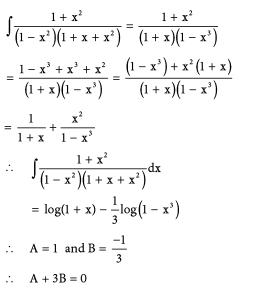 ∫ (1 + x²)/((1 − x²)(1 + x + x²)) = (1 + x²)/((1 + x)(1 − x³))
= (1 − x³ + x³ + x²)/((1 + x)(1 − x³)) = ((1 − x³) + x²(1 + x))/((1 + x)(1 − x³))
= 1/(1 + x) + x²/(1 − x³)
∴ ∫ (1 + x²)/((1 − x²)(1 + x + x²)) dx
= log(1 + x) − 1/3 log(1 − x³)
∴ A = 1 and B = −1/3
∴ A + 3B = 0